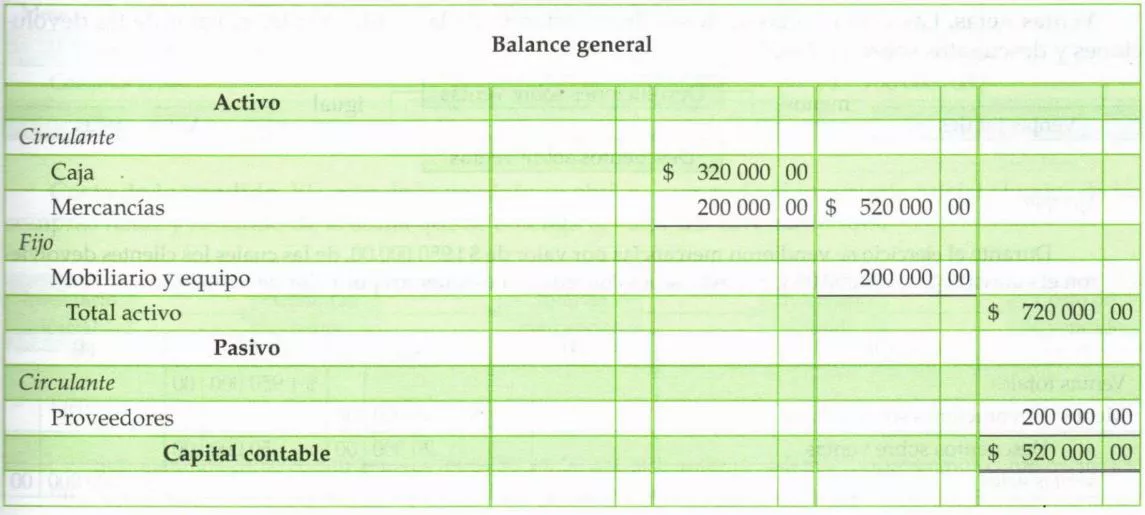 Balance general
Activo
Circulante
Caja $ 320 000 00
Mercancías 200 000 00 $ 520 000 00
Fijo
Mobiliario y equipo 200 000 00
Total activo $ 720 000 00
Pasivo
Circulante
Proveedores 200 000 00
Capital contable $ 520 000 00